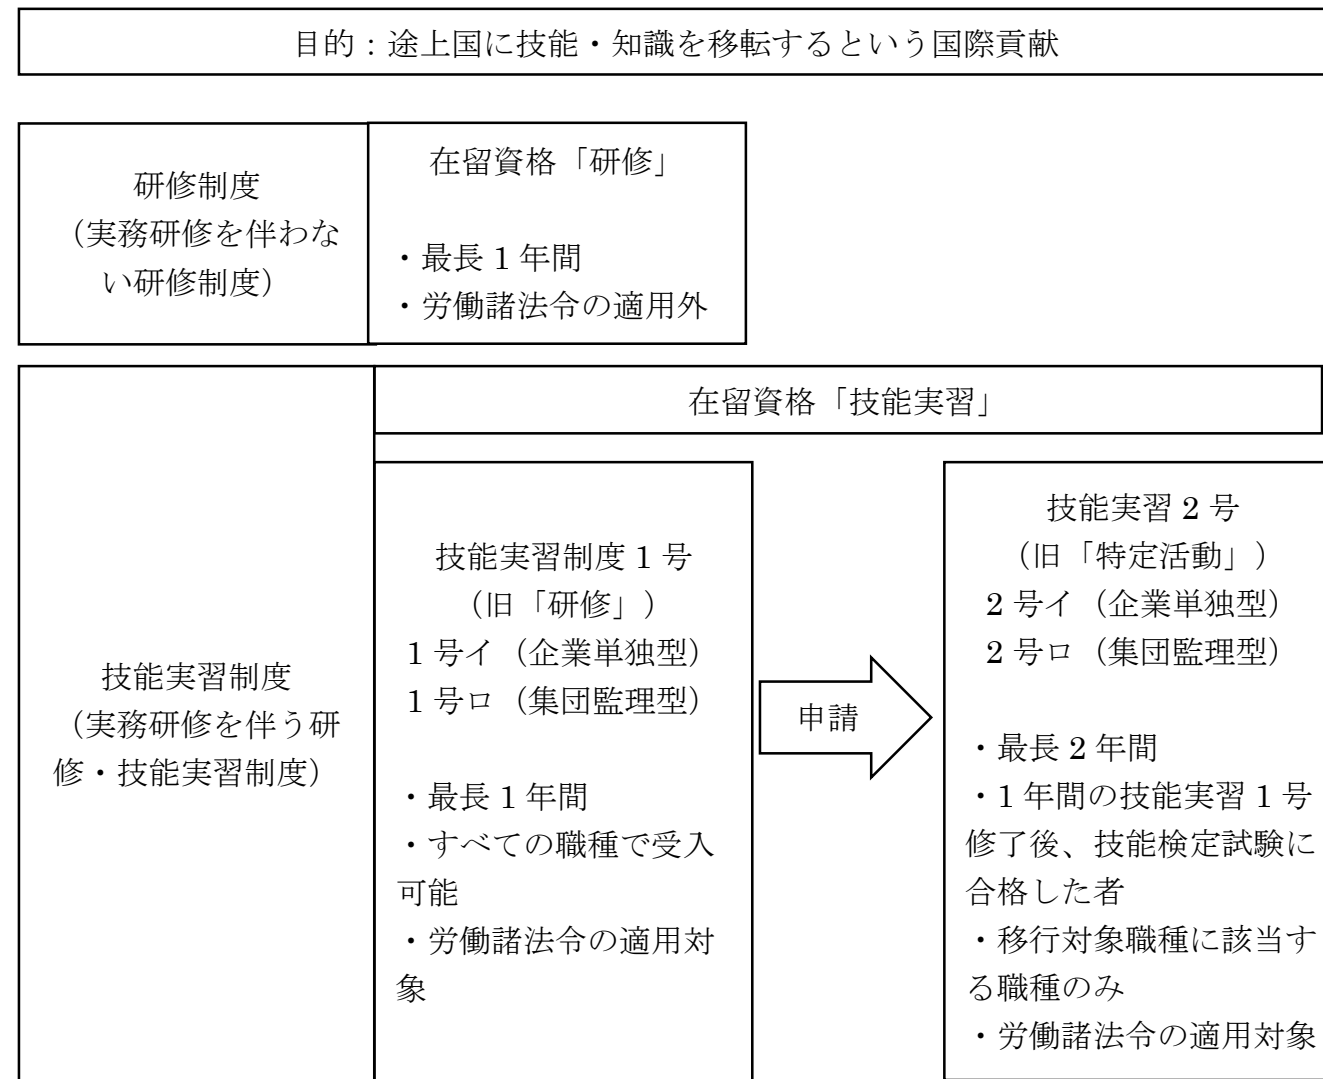 目的：途上国に技能・知識を移転するという国際貢献
研修制度
（実務研修を伴わな
い研修制度）
在留資格「研修」
・最長 1 年間
・労働諸法令の適用外
在留資格「技能実習」
技能実習制度
（実務研修を伴う研
修・技能実習制度）
技能実習制度 1 号
（旧「研修」）
1 号イ（企業単独型）
1 号ロ（集団監理型）
・最長 1 年間
・すべての職種で受入
可能
・労働諸法令の適用対
象
申請
技能実習 2 号
（旧「特定活動」）
2 号イ（企業単独型）
2 号ロ（集団監理型）
・最長 2 年間
・1 年間の技能実習 1 号
修了後、技能検定試験に
合格した者
・移行対象職種に該当す
る職種のみ
・労働諸法令の適用対象